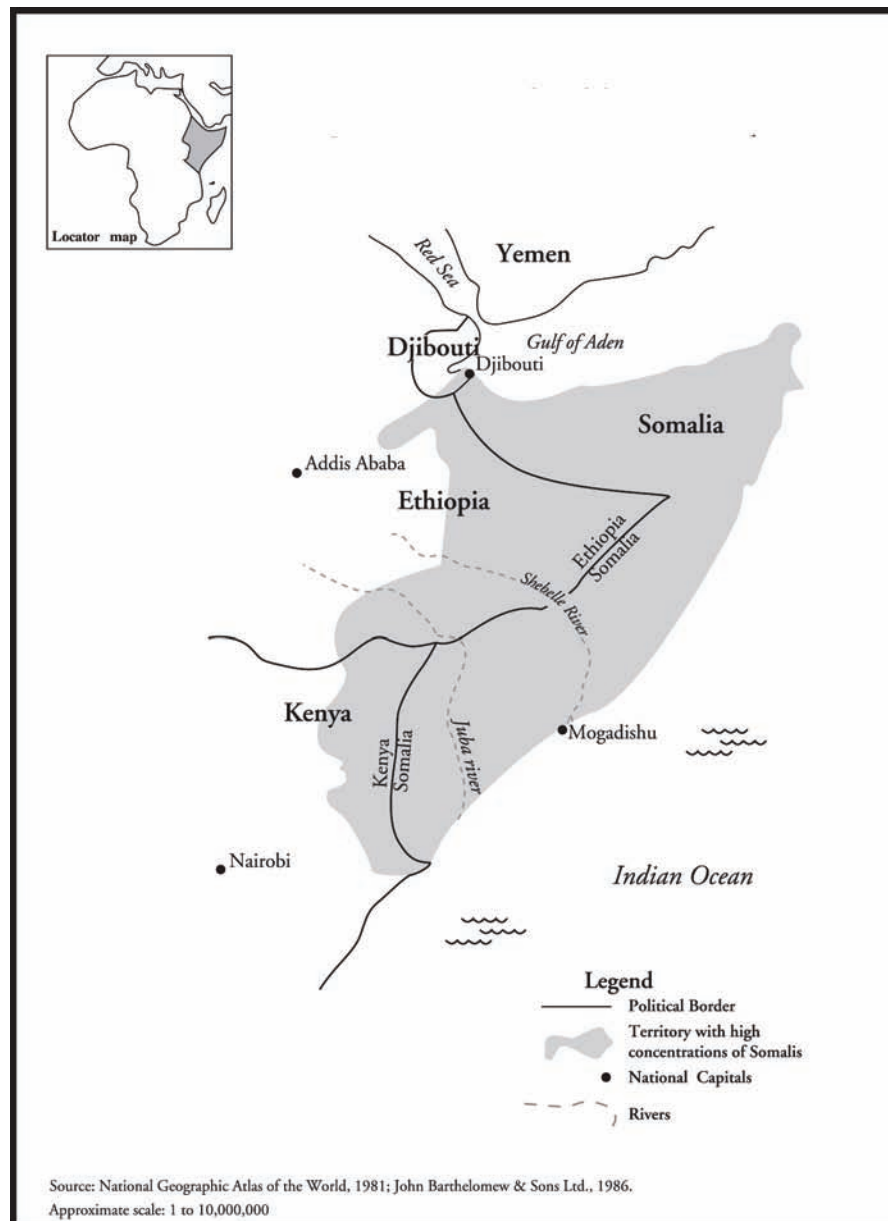 Locator map
Red Sea
Yemen
Gulf of Aden
Djibouti
Djibouti
Somalia
Addis Ababa
Ethiopia
Ethiopia
Somalia
Shebelle River
Kenya
Kenya
Somalia
Juba river
Mogadishu
Nairobi
Indian Ocean
Legend
Political Border
Territory with high
concentrations of Somalis
National Capitals
Rivers
Source: National Geographic Atlas of the World, 1981; John Barthelomew & Sons Ltd., 1986.
Approximate scale: 1 to 10,000,000